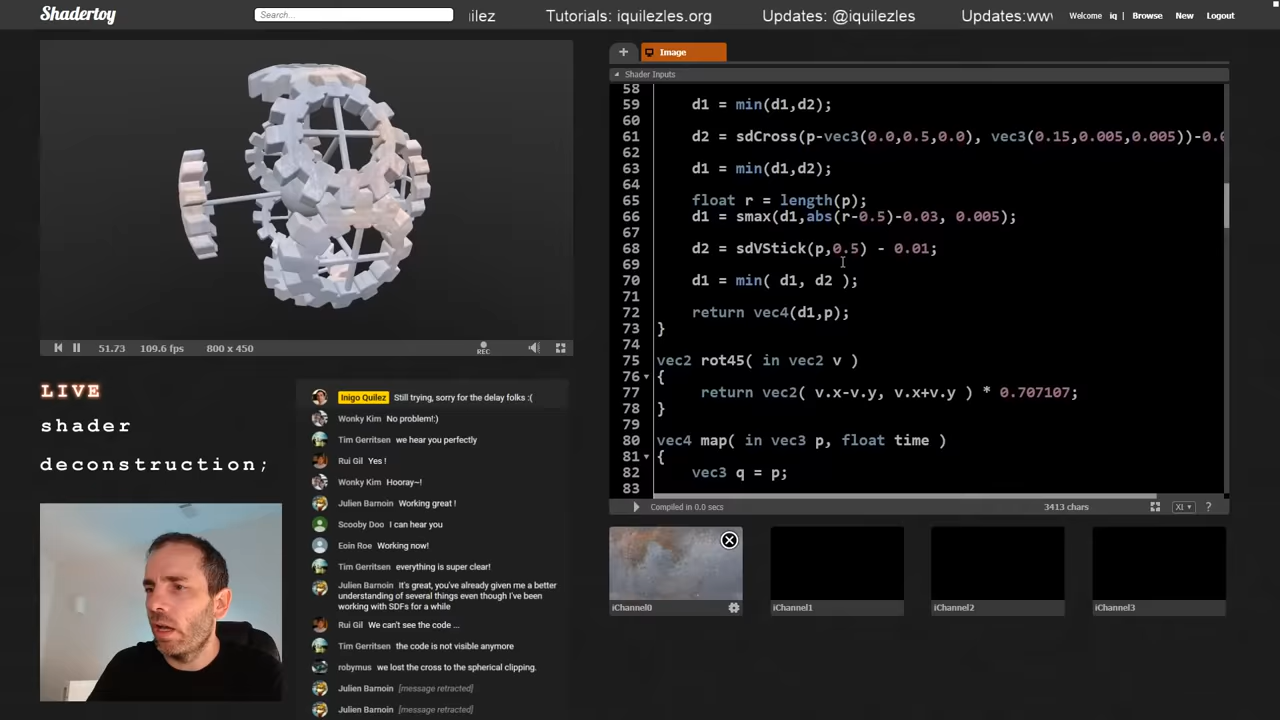 Shadertoy
Search...
ilez
Tutorials: iquilezles.org
Updates: @iquilezles
Updates:www
Welcome iq | Browse New Logout
+
Image
Shader Inputs
58
59 d1 = min(d1,d2);
60
61 d2 = sdCross(p-vec3(0.0,0.5,0.0), vec3(0.15,0.005,0.005))-0.0
62
63 d1 = min(d1,d2);
64
65 float r = length(p);
66 d1 = smax(d1,abs(r-0.5)-0.03, 0.005);
67
68 d2 = sdVStick(p,0.5) - 0.01;
69
70 d1 = min( d1, d2 );
71
72 return vec4(d1,p);
73 }
74
75 vec2 rot45( in vec2 v )
76 {
77 return vec2( v.x-v.y, v.x+v.y ) * 0.707107;
78 }
79
80 vec4 map( in vec3 p, float time )
81 {
82 vec3 q = p;
83
51.73 109.6 fps 800 x 450
REC
Compiled in 0.0 secs
3413 chars
XI
?
LIVE
shader
deconstruction;
Inigo Quilez Still trying, sorry for the delay folks :(
Wonky Kim No problem!:)
Tim Gerritsen we hear you perfectly
Rui Gil Yes !
Wonky Kim Hooray~!
Julien Barnoin Working great !
Scooby Doo I can hear you
Eoin Roe Working now!
Tim Gerritsen everything is super clear!
Julien Barnoin It's great, you've already given me a better
understanding of several things even though I've been
working with SDFs for a while
Rui Gil We can't see the code ...
Tim Gerritsen the code is not visible anymore
robymus we lost the cross to the spherical clipping.
Julien Barnoin [message retracted]
Julien Barnoin [message retracted]
iChannel0
iChannel1
iChannel2
iChannel3